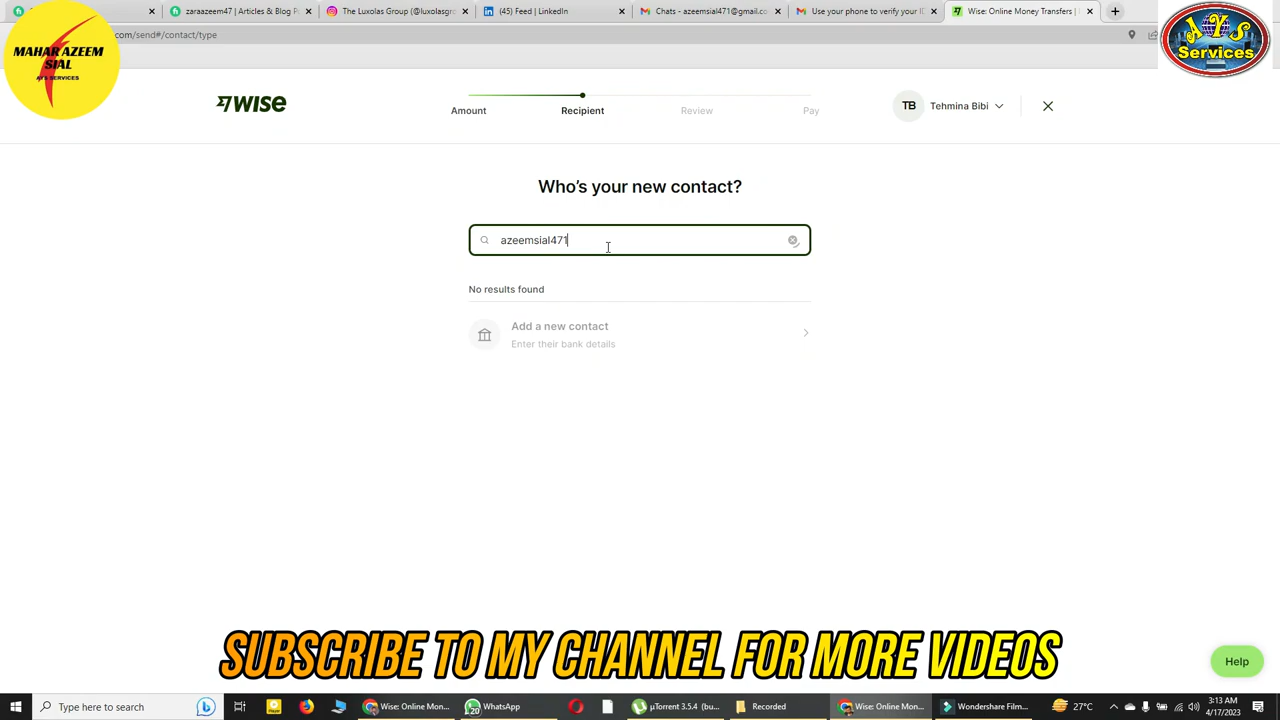 zaraazeem47 | Articles & Blog P
The Luxolas Group (@luxolasgr
(45) Feed | LinkedIn
Chats - azeemsial471@gmail.co
Use your phone to verify your I
Wise: Online Money Transfers |
.com/send#/contact/type
MAHAR AZEEM
SIAL
AYS SERVICES
A Y S
Services
WISE
Amount
Recipient
Review
Pay
TB
Tehmina Bibi
Who's your new contact?
azeemsial471
No results found
Add a new contact
Enter their bank details
SUBSCRIBE TO MY CHANNEL FOR MORE VIDEOS
Help
Type here to search
Wise: Online Mon...
20
WhatsApp
µTorrent 3.5.4 (bu...
Recorded
Wise: Online Mon...
Wondershare Film...
27°C
3:13 AM
4/17/2023